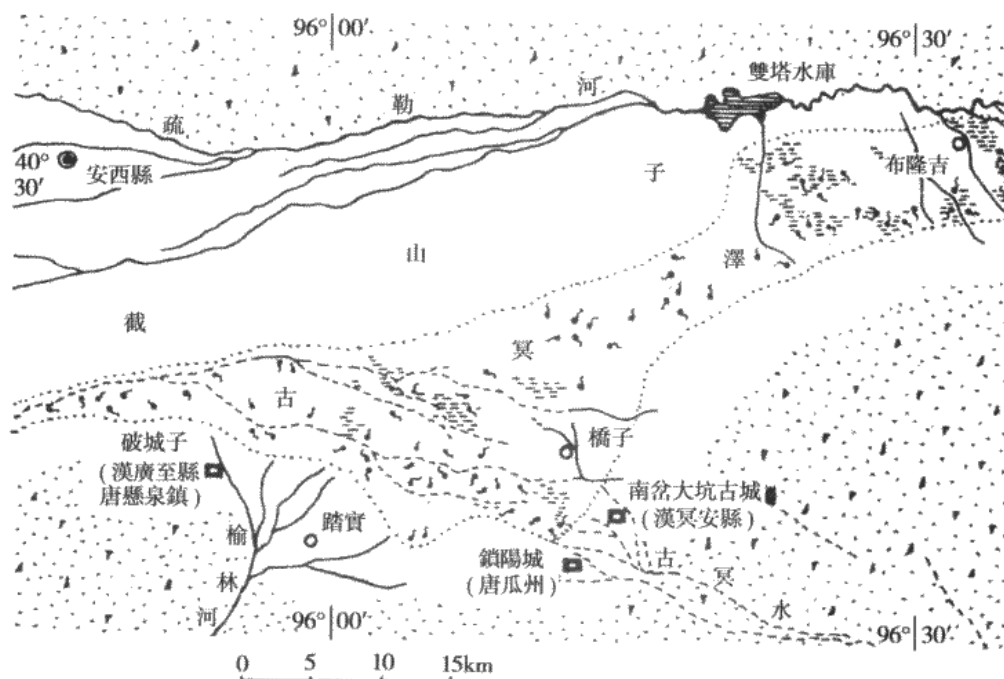 96° 00′
96° 30′
雙塔水庫
疏勒河
40°
30′
安西縣
布隆吉
截山子
古冥澤
破城子
(漢廣至縣
唐懸泉鎮)
橋子
南岔大坑古城
(漢冥安縣)
踏實
榆林河
鎖陽城
(唐瓜州)
古冥水
96° 00′
96° 30′
0 5 10 15km